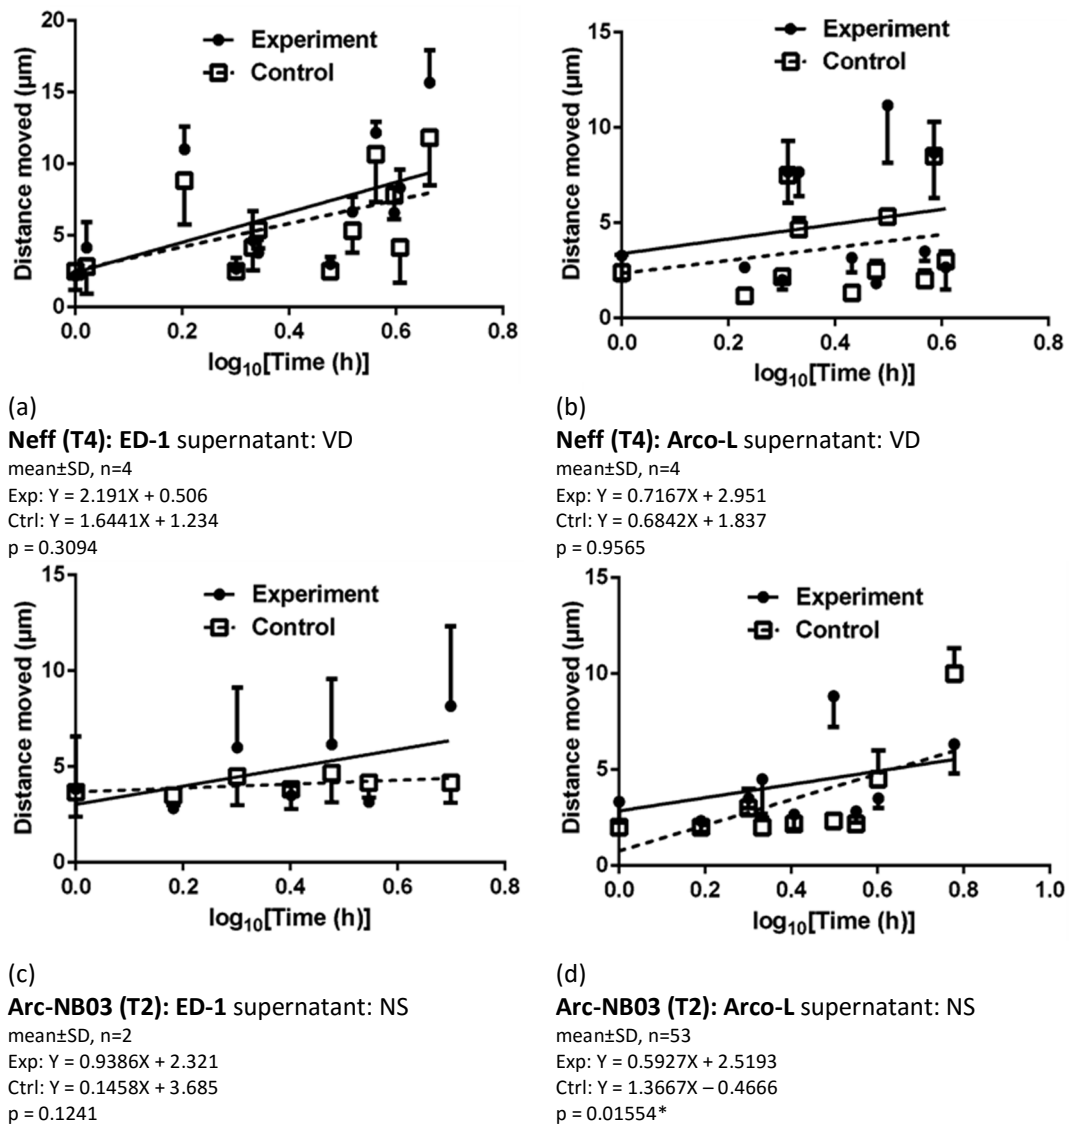 20
15
10
5
0
Distance moved (µm)
Experiment
Control
0.0 0.2 0.4 0.6 0.8
log10[Time (h)]
15
10
5
0
Distance moved (µm)
Experiment
Control
0.0 0.2 0.4 0.6 0.8
log10[Time (h)]
(a)
Neff (T4): ED-1 supernatant: VD
mean±SD, n=4
Exp: Y = 2.191X + 0.506
Ctrl: Y = 1.6441X + 1.234
p = 0.3094
(b)
Neff (T4): Arco-L supernatant: VD
mean±SD, n=4
Exp: Y = 0.7167X + 2.951
Ctrl: Y = 0.6842X + 1.837
p = 0.9565
15
10
5
0
Distance moved (µm)
Experiment
Control
0.0 0.2 0.4 0.6 0.8
log10[Time (h)]
15
10
5
0
Distance moved (µm)
Experiment
Control
0.0 0.2 0.4 0.6 0.8 1.0
log10[Time (h)]
(c)
Arc-NB03 (T2): ED-1 supernatant: NS
mean±SD, n=2
Exp: Y = 0.9386X + 2.321
Ctrl: Y = 0.1458X + 3.685
p = 0.1241
(d)
Arc-NB03 (T2): Arco-L supernatant: NS
mean±SD, n=53
Exp: Y = 0.5927X + 2.5193
Ctrl: Y = 1.3667X – 0.4666
p = 0.01554*